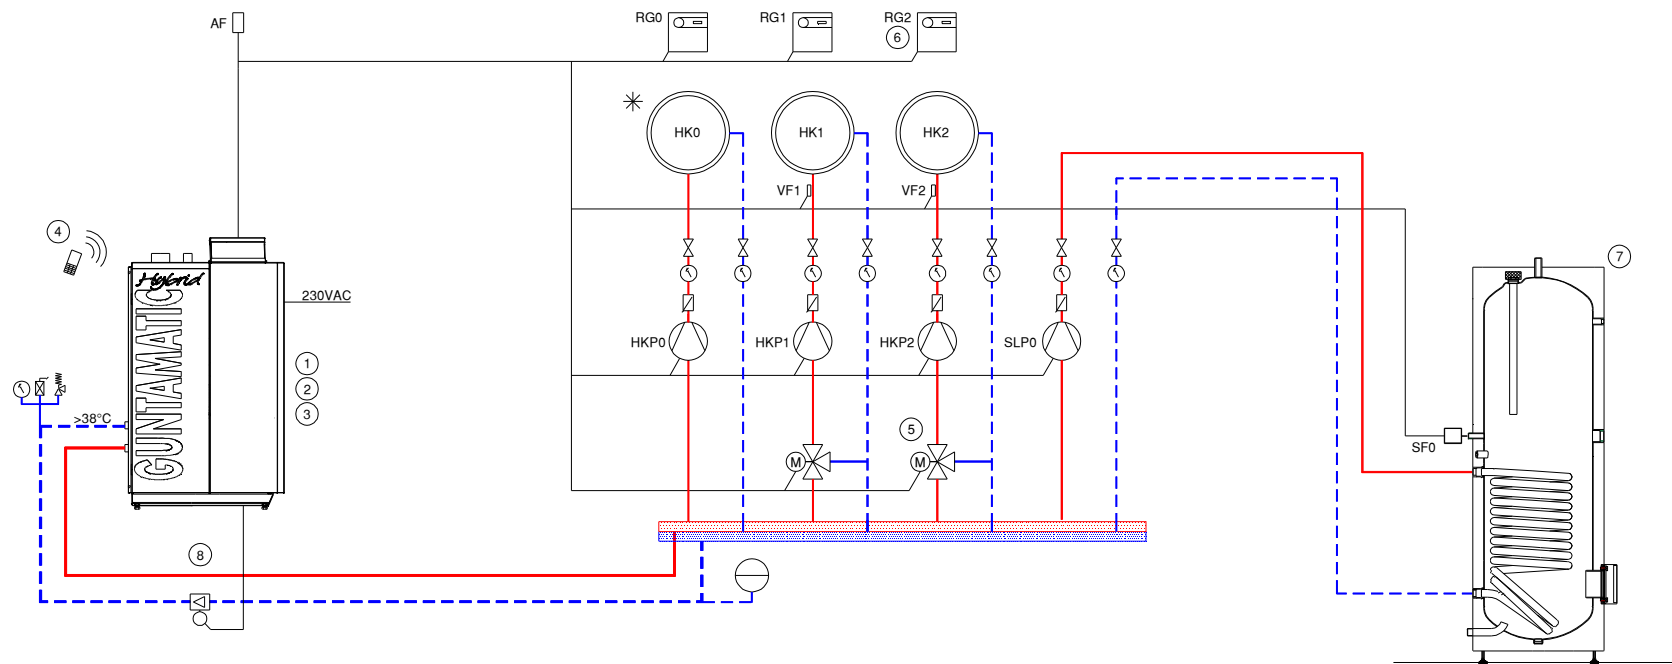 AF
RG0
RG1
RG2
6
HK0
HK1
HK2
VF1
VF2
4
7
Hybrid
GUNTAMATIC
230VAC
HKP0
HKP1
HKP2
SLP0
1
2
3
>38°C
5
M
M
SF0
8